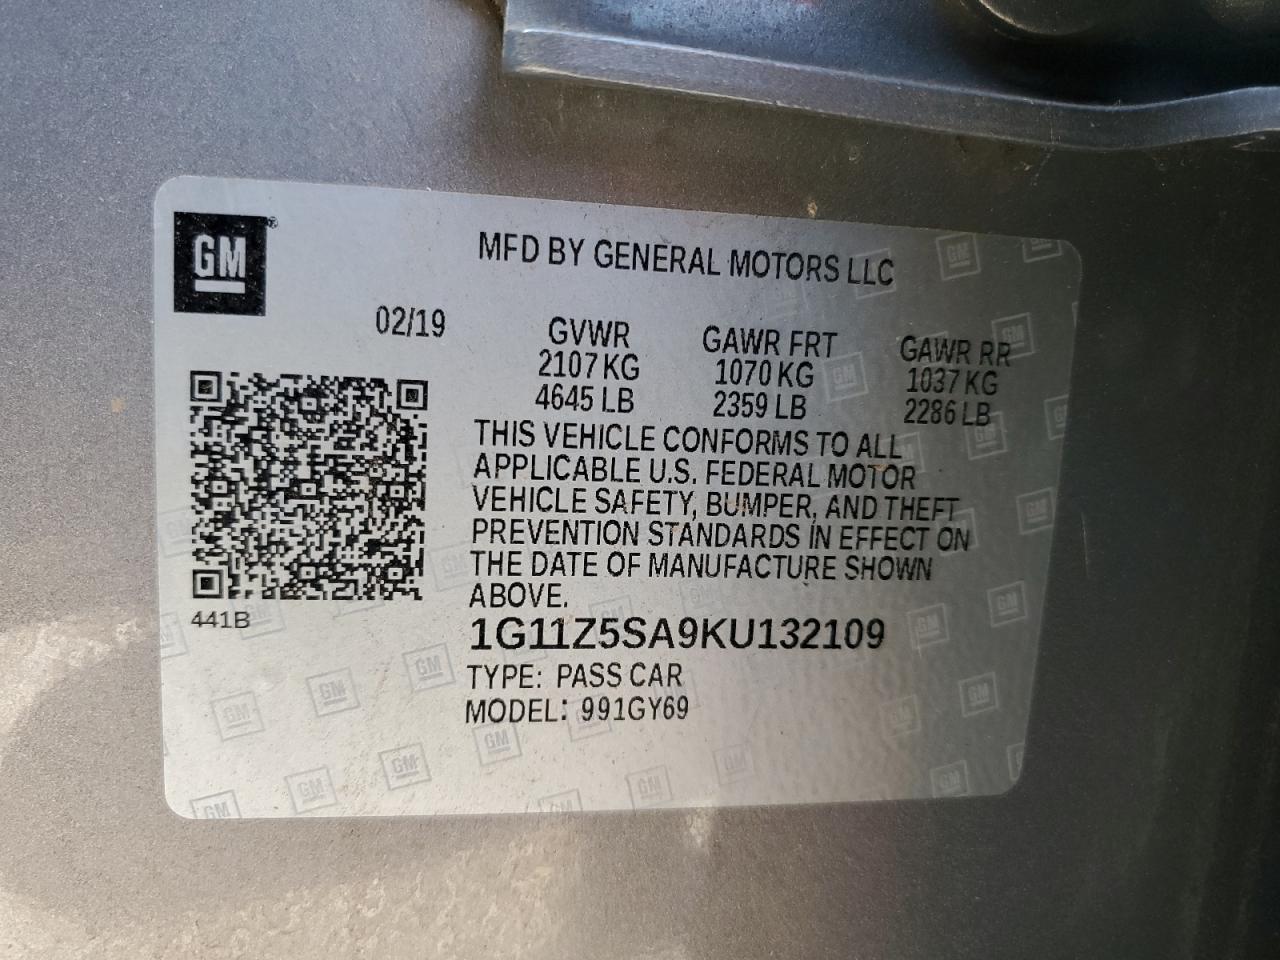 GM®
MFD BY GENERAL MOTORS LLC
02/19
GVWR GAWR FRT GAWR RR
2107 KG 1070 KG 1037 KG
4645 LB 2359 LB 2286 LB
THIS VEHICLE CONFORMS TO ALL
APPLICABLE U.S. FEDERAL MOTOR
VEHICLE SAFETY, BUMPER, AND THEFT
PREVENTION STANDARDS IN EFFECT ON
THE DATE OF MANUFACTURE SHOWN
ABOVE.
441B
1G11Z5SA9KU132109
TYPE: PASS CAR
MODEL: 991GY69